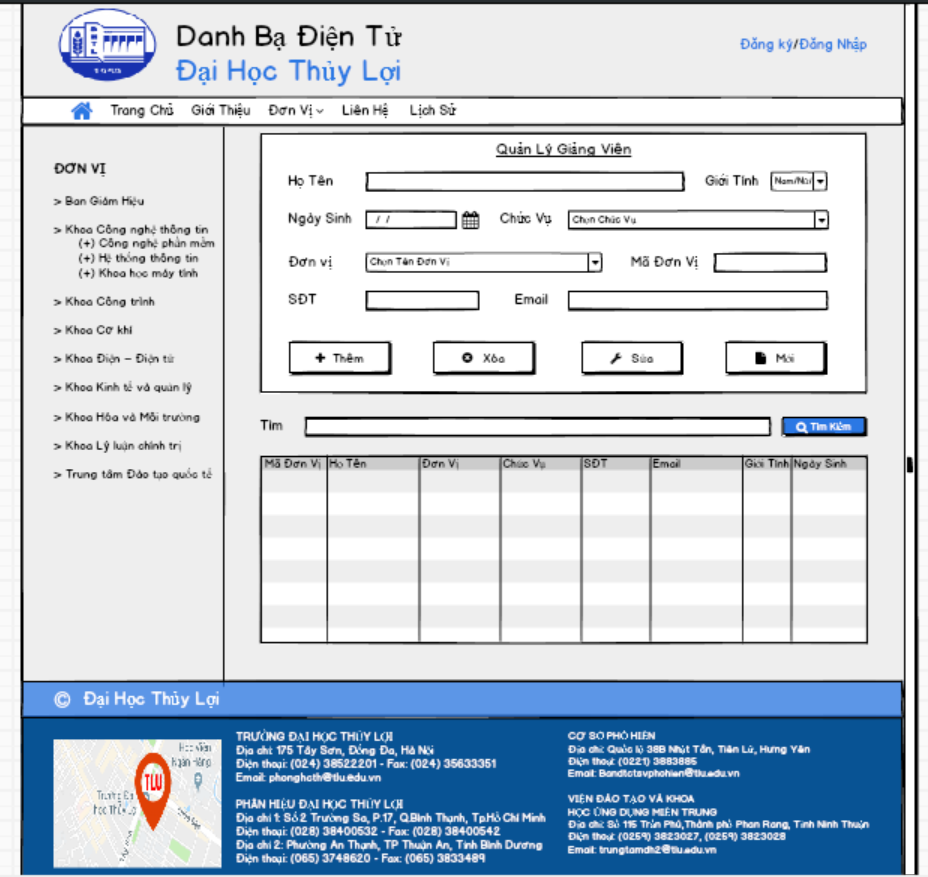 Danh Bạ Điện Tử
Đại Học Thủy Lợi
Đăng ký/Đăng Nhập
Trang Chủ Giới Thiệu Đơn Vị Liên Hệ Lịch Sử
ĐƠN VỊ
> Ban Giám Hiệu
> Khoa Công nghệ thông tin
(+) Công nghệ phần mềm
(+) Hệ thống thông tin
(+) Khoa học máy tính
> Khoa Công trình
> Khoa Cơ khí
> Khoa Điện - Điện tử
> Khoa Kinh tế và quản lý
> Khoa Hóa và Môi trường
> Khoa Lý luận chính trị
> Trung tâm Đào tạo quốc tế
Quản Lý Giảng Viên
Họ Tên Giới Tính Nam/Nữ
Ngày Sinh / / Chức Vụ Chọn Chức Vụ
Đơn vị Chọn Tên Đơn Vị Mã Đơn Vị
SĐT Email
+ Thêm Xóa Sửa Mới
Tìm Tìm Kiếm
Mã Đơn Vị Họ Tên Đơn Vị Chức Vụ SĐT Email Giới Tính Ngày Sinh
© Đại Học Thủy Lợi
Học viện
Ngân Hàng
TLU
học Thủy Lợi
TRƯỜNG ĐẠI HỌC THỦY LỢI
Địa chỉ: 175 Tây Sơn, Đống Đa, Hà Nội
Điện thoại: (024) 38522201 - Fax: (024) 35633351
Email: phonghcth@tlu.edu.vn
PHÂN HIỆU ĐẠI HỌC THỦY LỢI
Địa chỉ 1: Số 2 Trường Sa, P.17, Q.Bình Thạnh, Tp.Hồ Chí Minh
Điện thoại: (028) 38400532 - Fax: (028) 38400542
Địa chỉ 2: Phường An Thạnh, TP Thuận An, Tỉnh Bình Dương
Điện thoại: (065) 3748620 - Fax: (065) 3833489
CƠ SỞ PHỐ HIẾN
Địa chỉ: Quốc lộ 38B Nhật Tân, Tiên Lữ, Hưng Yên
Điện thoại: (0221) 3883885
Email: Bandtctsvphohien@tlu.edu.vn
VIỆN ĐÀO TẠO VÀ KHOA
HỌC ỨNG DỤNG MIỀN TRUNG
Địa chỉ: Số 115 Trần Phú,Thành phố Phan Rang, Tỉnh Ninh Thuận
Điện thoại: (0259) 3823027, (0259) 3823028
Email: trungtamdh2@tlu.edu.vn